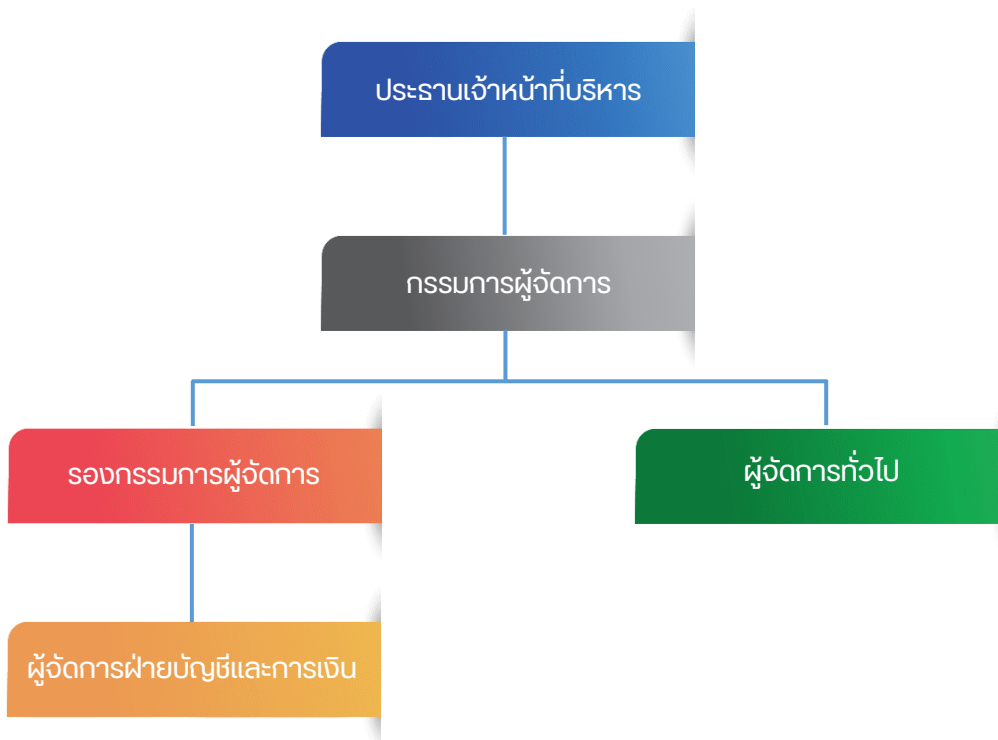 ประธานเจ้าหน้าที่บริหาร
กรรมการผู้จัดการ
รองกรรมการผู้จัดการ
ผู้จัดการทั่วไป
ผู้จัดการฝ่ายบัญชีและการเงิน